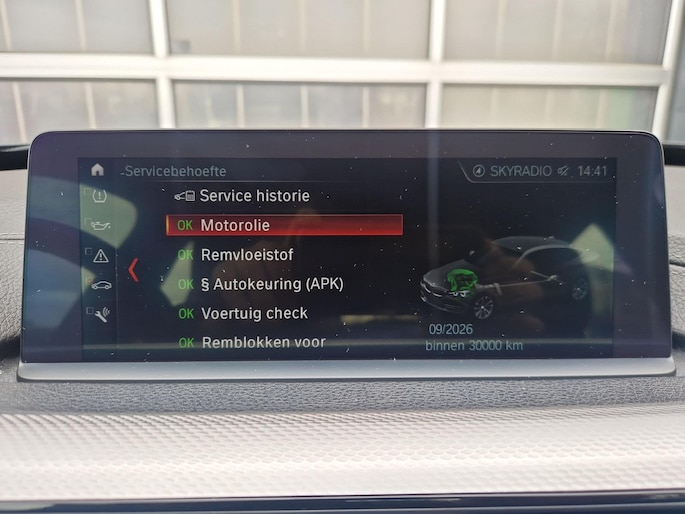 Servicebehoefte
SKYRADIO 14:41
Service historie
OK Motorolie
OK Remvloeistof
OK § Autokeuring (APK)
OK Voertuig check
OK Remblokken voor
09/2026
binnen 30000 km